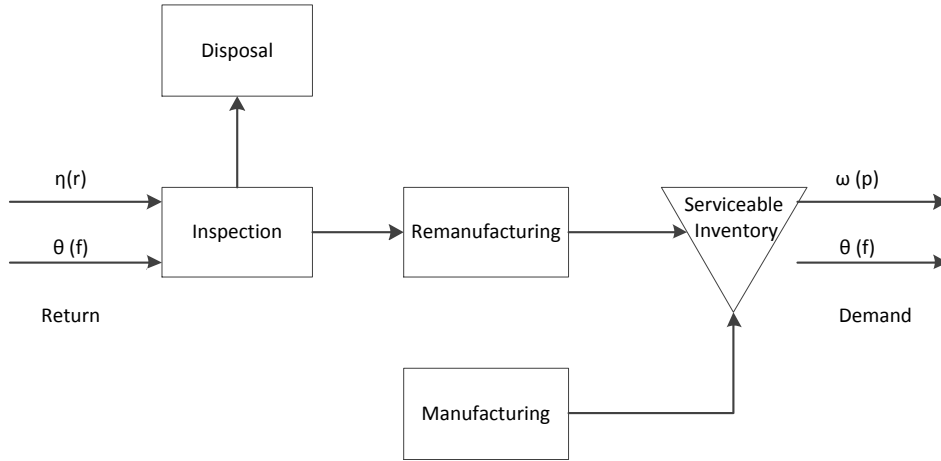 Disposal
η(r)
ω (p)
Serviceable
Inventory
Inspection
Remanufacturing
θ (f)
θ (f)
Return
Demand
Manufacturing